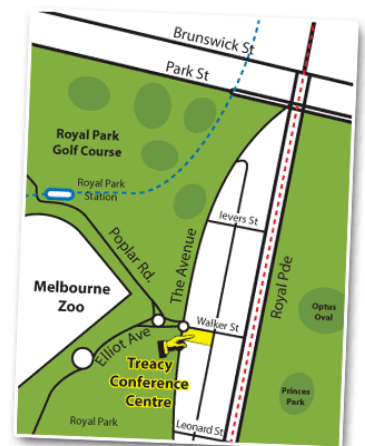 Brunswick St
Park St
Royal Park
Golf Course
Royal Park
Station
Ievers St
Poplar Rd.
The Avenue
Royal Pde
Melbourne
Zoo
Optus
Oval
Walker St
Elliot Ave
Treacy
Conference
Centre
Princes
Park
Royal Park
Leonard St